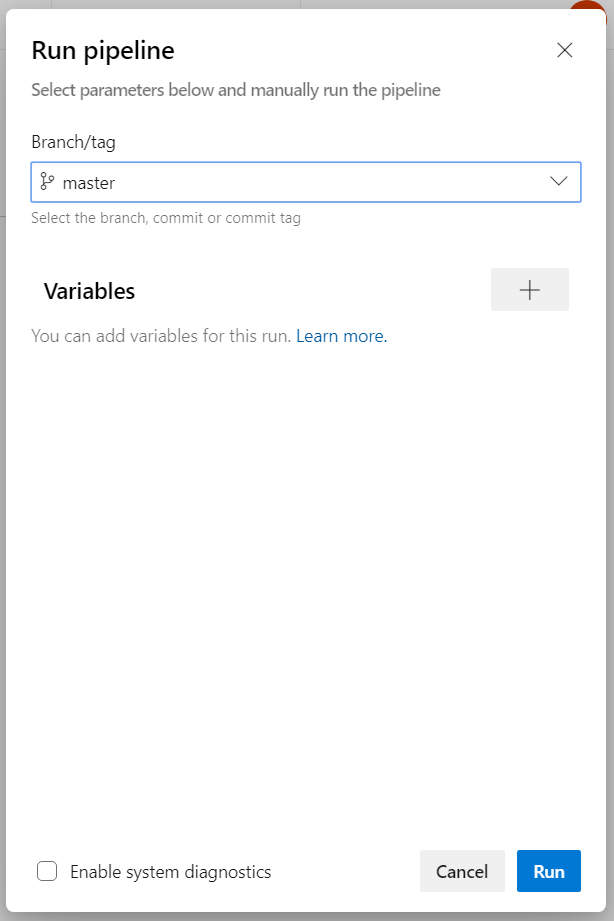 Run pipeline
Select parameters below and manually run the pipeline
Branch/tag
master
Select the branch, commit or commit tag
Variables
You can add variables for this run. Learn more.
Enable system diagnostics
Cancel
Run